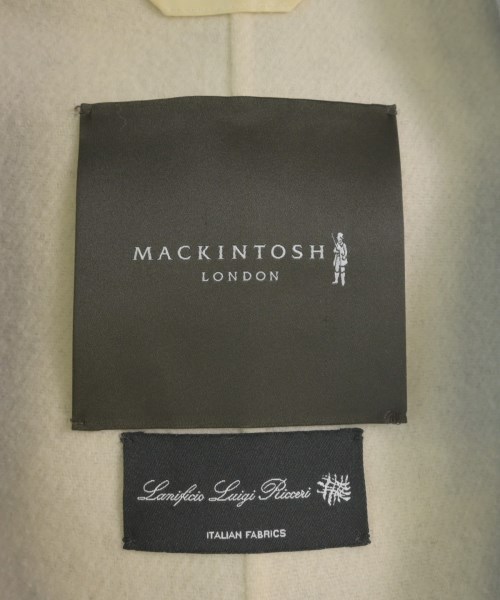 MACKINTOSH
LONDON
Lanificio Luigi Ricceri
ITALIAN FABRICS